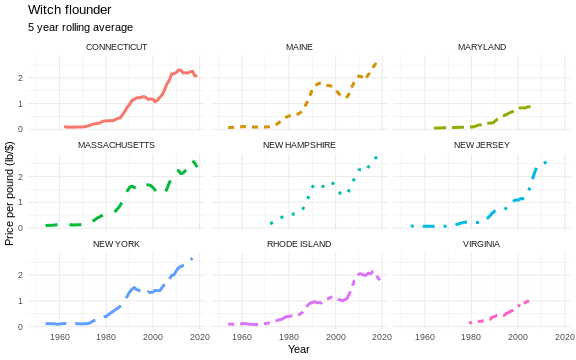 Witch flounder
5 year rolling average
CONNECTICUT
MAINE
MARYLAND
2
1
0
MASSACHUSETTS
NEW HAMPSHIRE
NEW JERSEY
2
1
0
NEW YORK
RHODE ISLAND
VIRGINIA
2
1
0
1960 1980 2000 2020 1960 1980 2000 2020 1960 1980 2000 2020
Year
Price per pound (lb/$)